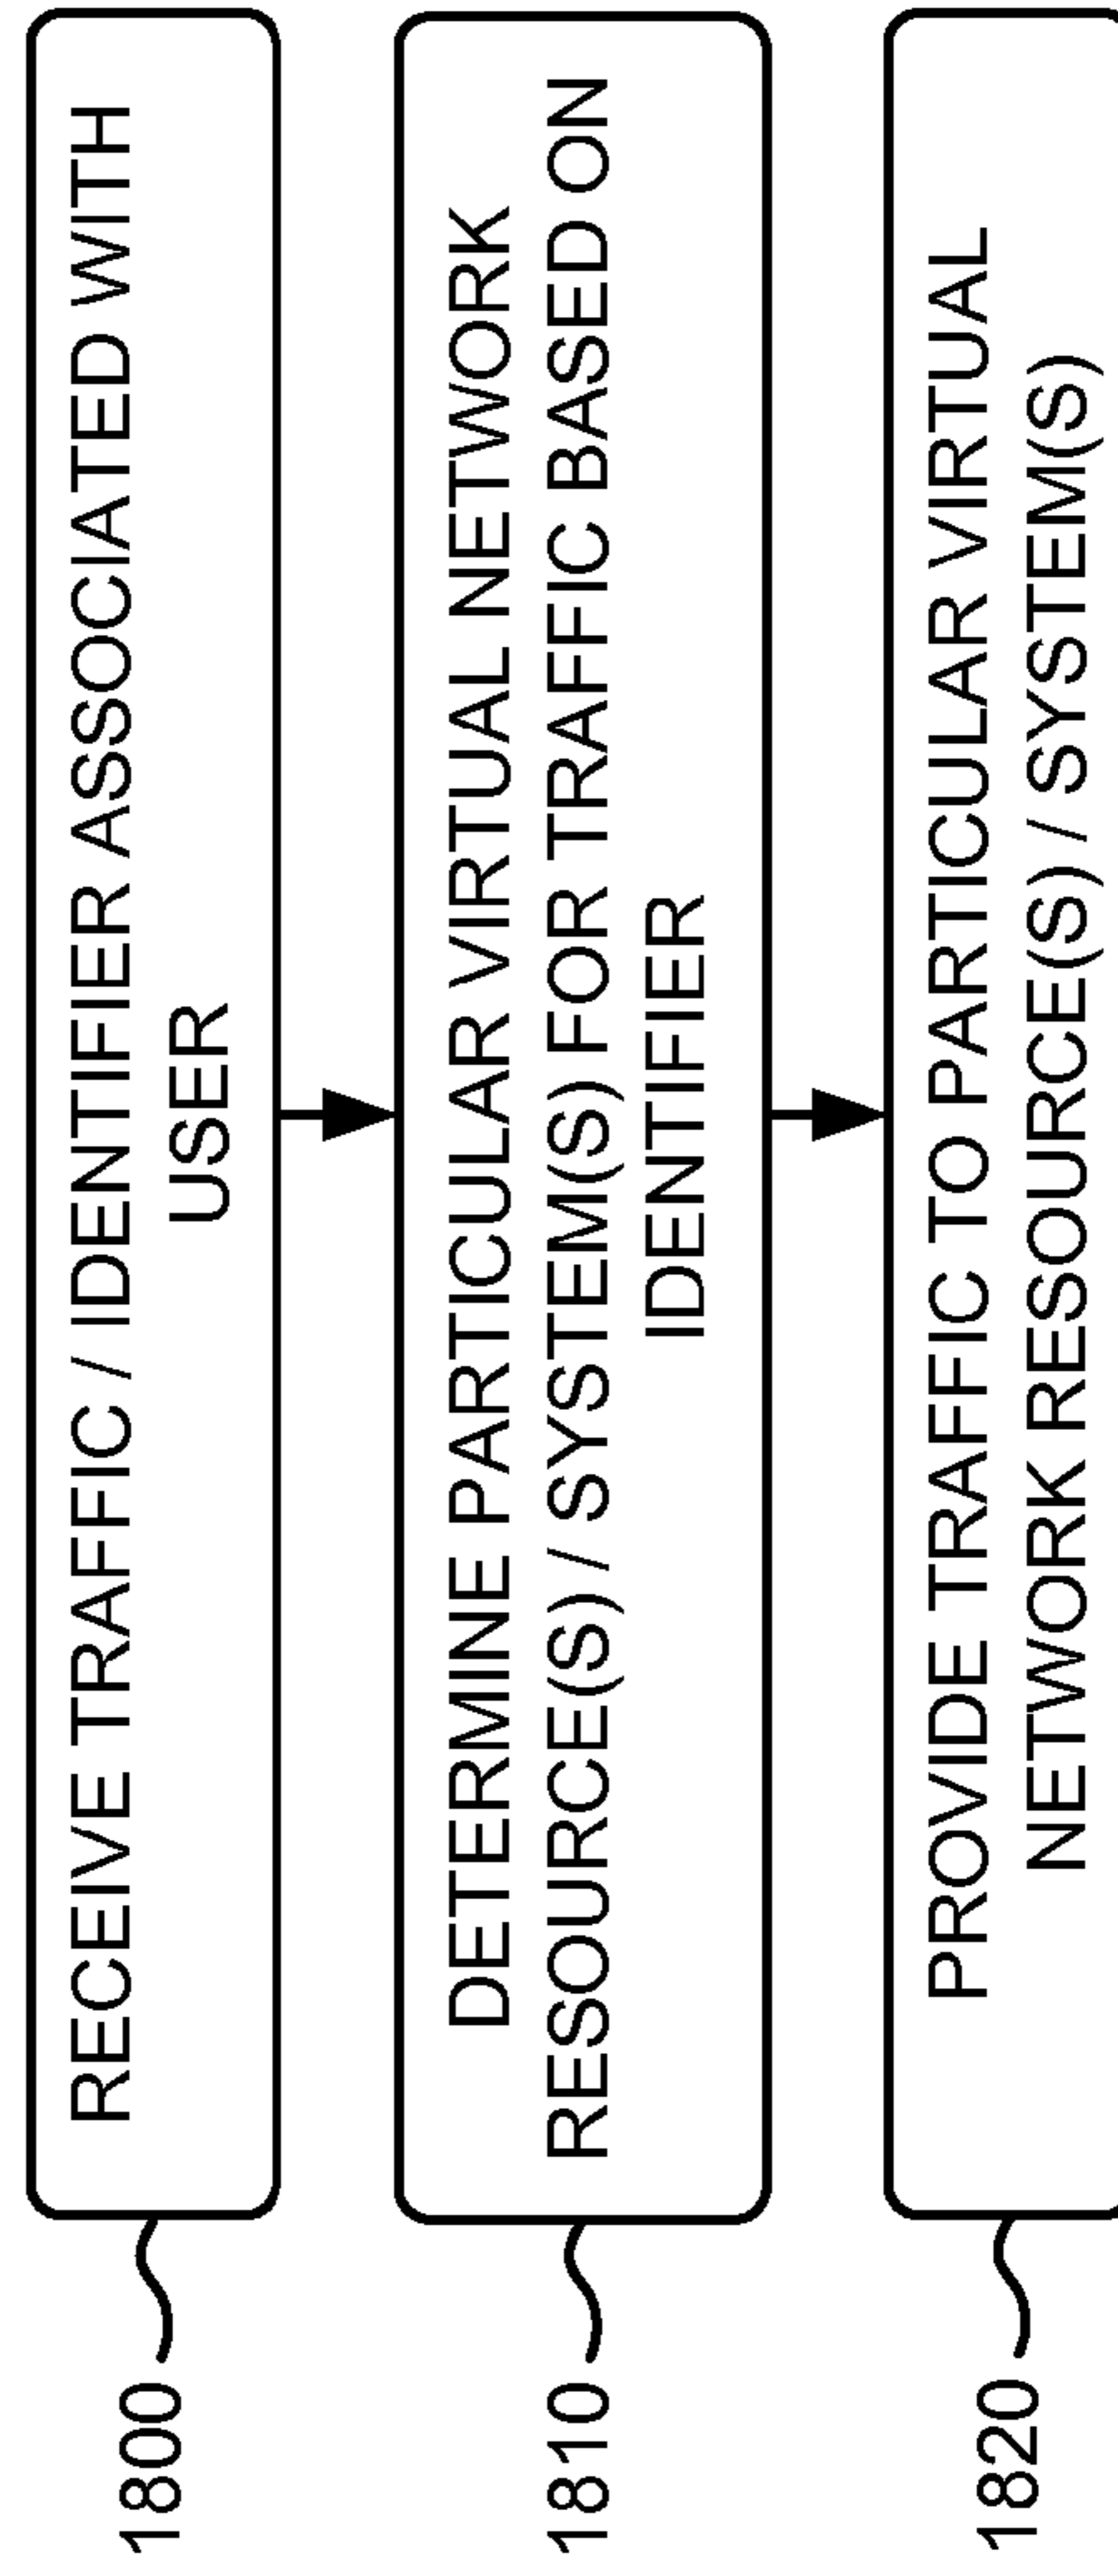 1800
RECEIVE TRAFFIC / IDENTIFIER ASSOCIATED WITH
USER
1810
DETERMINE PARTICULAR VIRTUAL NETWORK
RESOURCE(S) / SYSTEM(S) FOR TRAFFIC BASED ON
IDENTIFIER
1820
PROVIDE TRAFFIC TO PARTICULAR VIRTUAL
NETWORK RESOURCE(S) / SYSTEM(S)